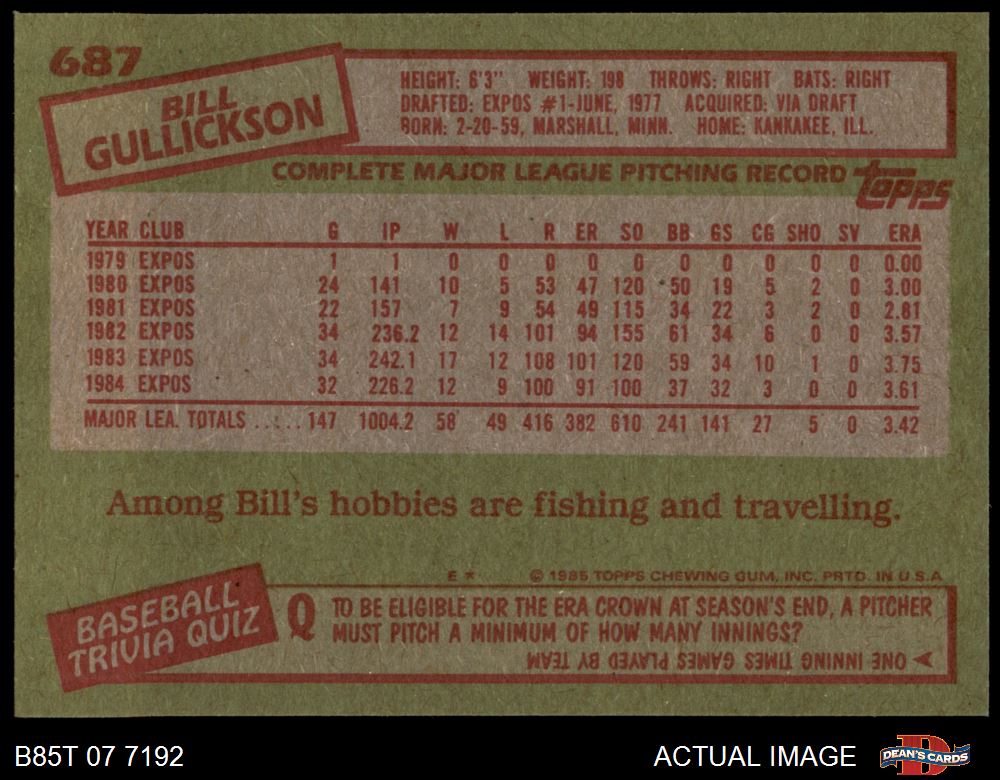 687
BILL
GULLICKSON
HEIGHT: 6'3" WEIGHT: 198 THROWS: RIGHT BATS: RIGHT
DRAFTED: EXPOS #1-JUNE, 1977 ACQUIRED: VIA DRAFT
BORN: 2-20-59, MARSHALL, MINN. HOME: KANKAKEE, ILL.
COMPLETE MAJOR LEAGUE PITCHING RECORD topps
YEAR CLUB G IP W L R ER SO BB GS CG SHO SV ERA
1979 EXPOS 1 1 0 0 0 0 0 0 0 0 0 0 0.00
1980 EXPOS 24 141 10 5 53 47 120 50 19 5 2 0 3.00
1981 EXPOS 22 157 7 9 54 49 115 34 22 3 2 0 2.81
1982 EXPOS 34 236.2 12 14 101 94 155 61 34 6 0 0 3.57
1983 EXPOS 34 242.1 17 12 108 101 120 59 34 10 1 0 3.75
1984 EXPOS 32 226.2 12 9 100 91 100 37 32 3 0 0 3.61
MAJOR LEA. TOTALS ..... 147 1004.2 58 49 416 382 610 241 141 27 5 0 3.42
Among Bill's hobbies are fishing and travelling.
E * © 1985 TOPPS CHEWING GUM, INC. PRTD. IN U.S.A.
BASEBALL
TRIVIA QUIZ
Q TO BE ELIGIBLE FOR THE ERA CROWN AT SEASON'S END, A PITCHER
MUST PITCH A MINIMUM OF HOW MANY INNINGS?
ONE INNING TIMES GAMES PLAYED BY TEAM
B85T 07 7192
ACTUAL IMAGE
D
DEAN'S CARDS